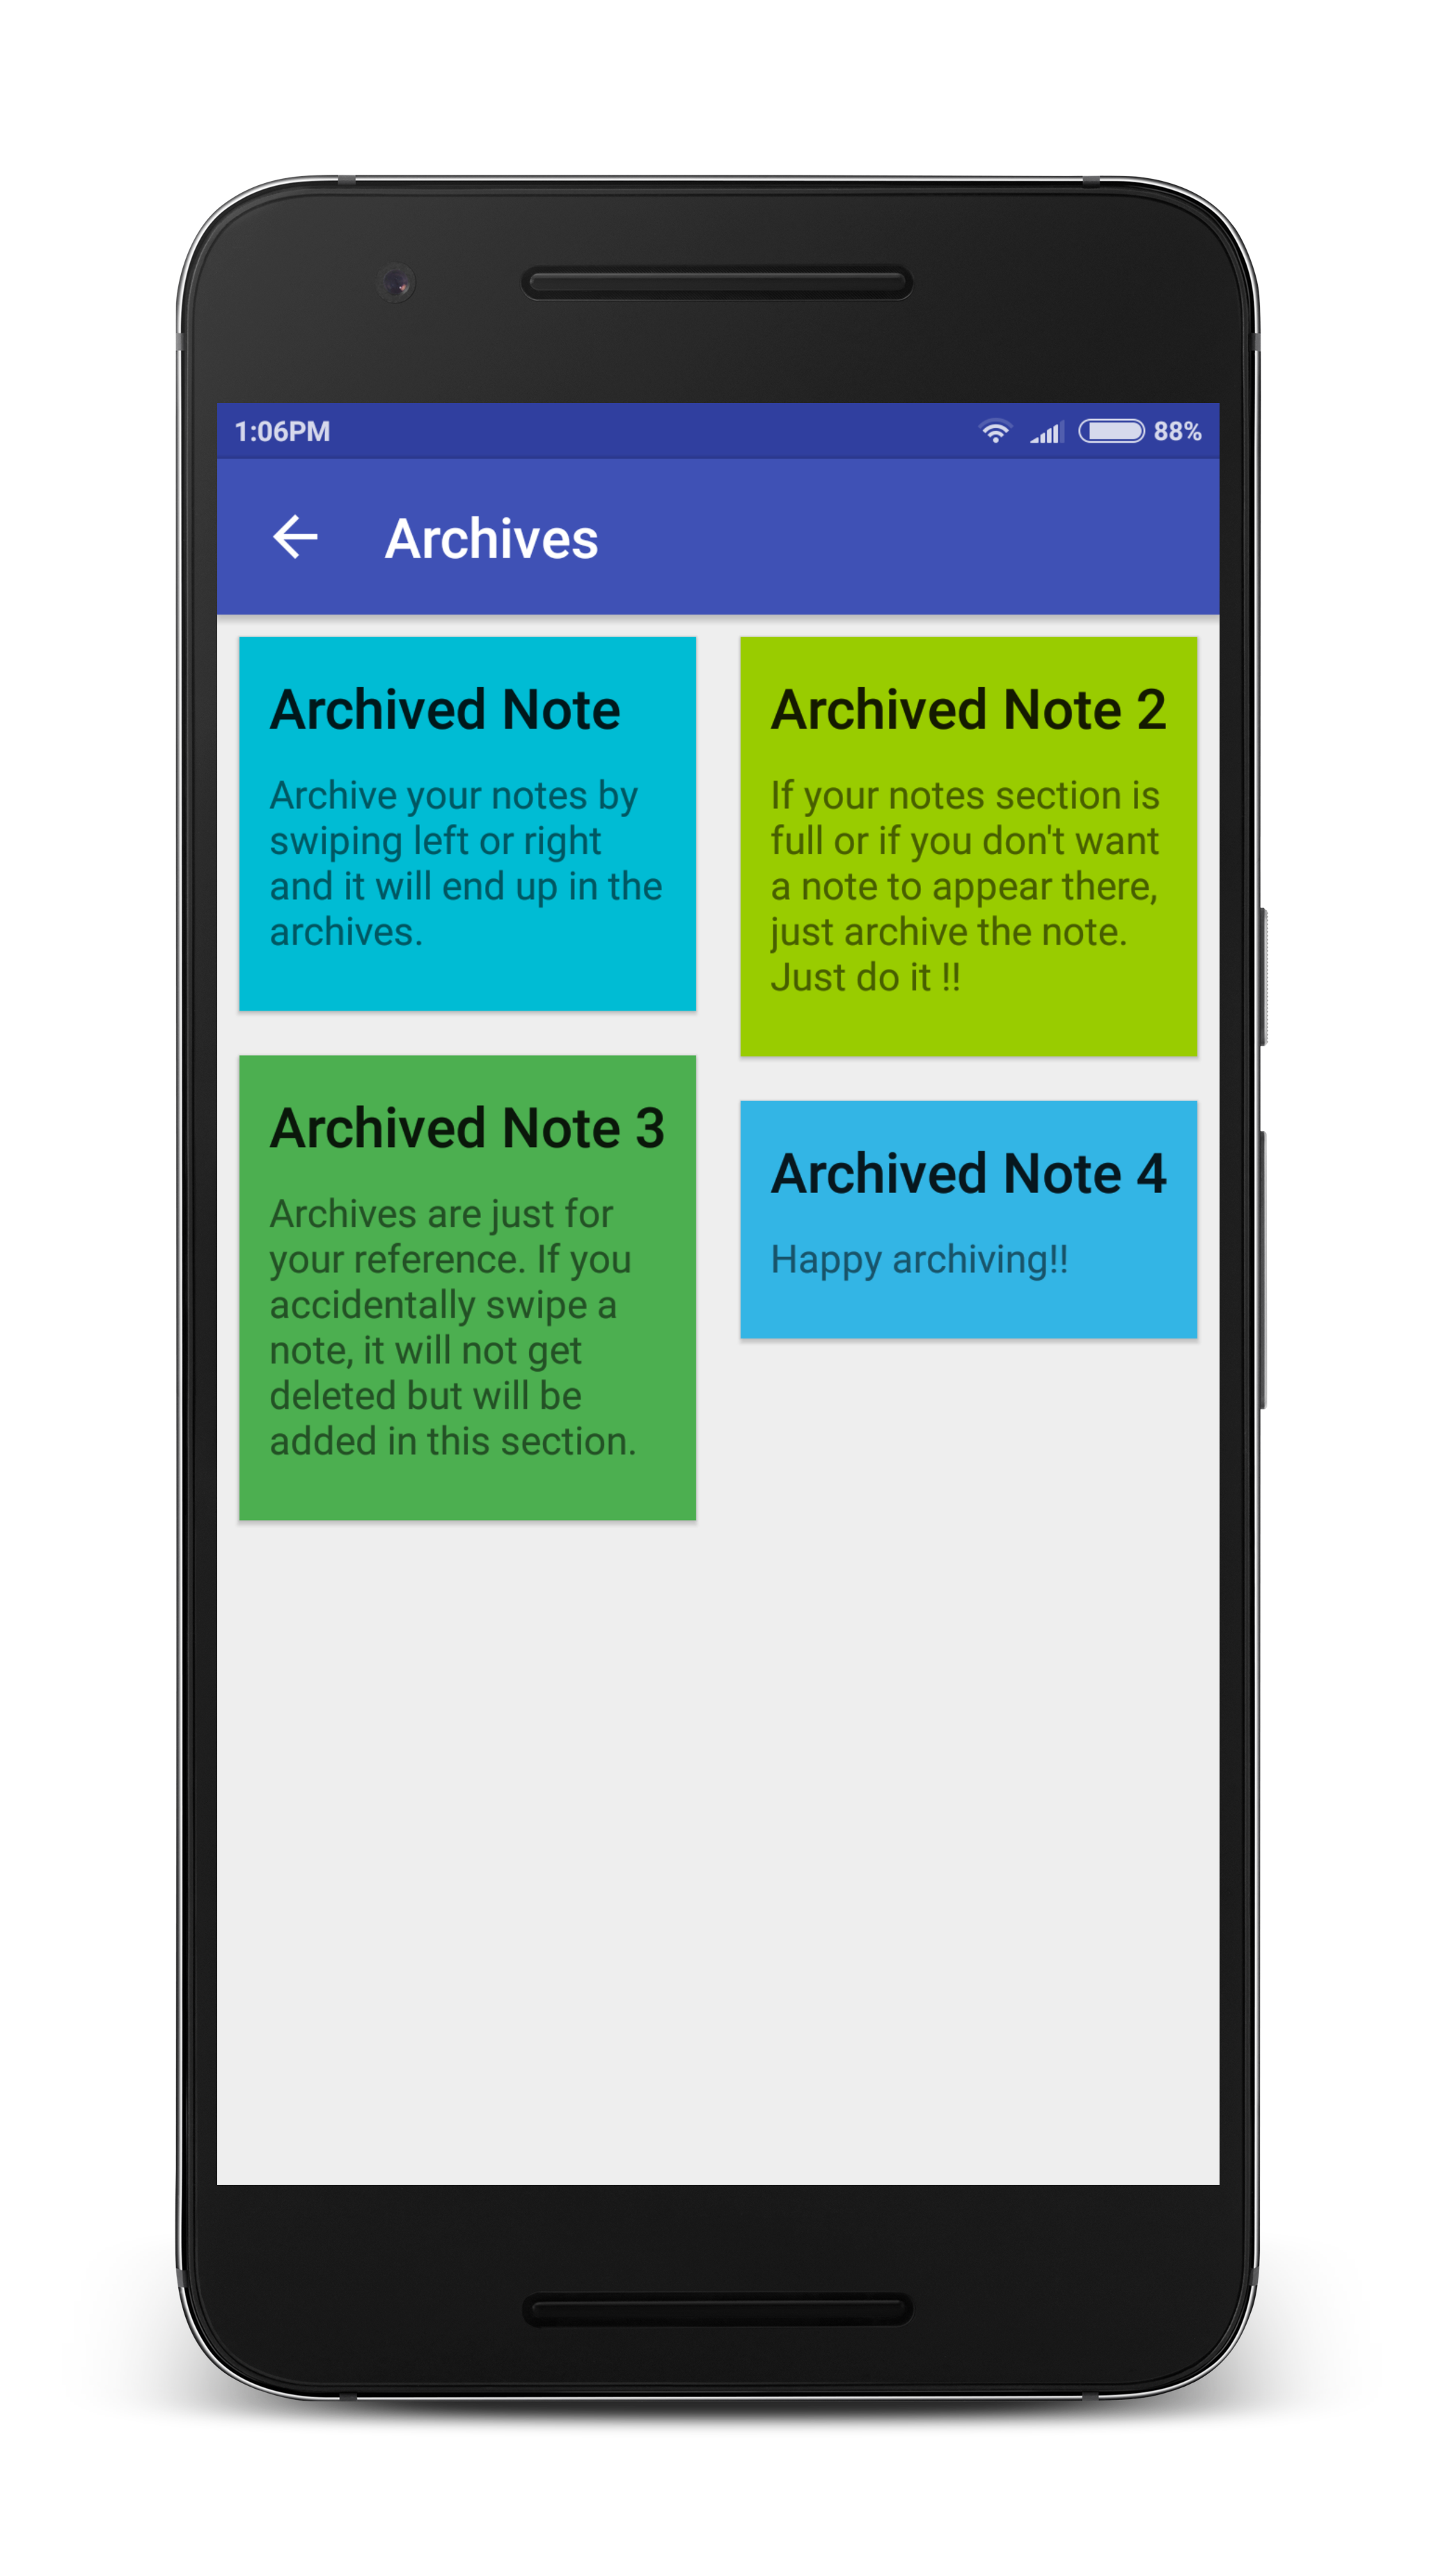 1:06PM
88%
Archives
Archived Note
Archive your notes by
swiping left or right
and it will end up in the
archives.
Archived Note 2
If your notes section is
full or if you don't want
a note to appear there,
just archive the note.
Just do it !!
Archived Note 3
Archives are just for
your reference. If you
accidentally swipe a
note, it will not get
deleted but will be
added in this section.
Archived Note 4
Happy archiving!!